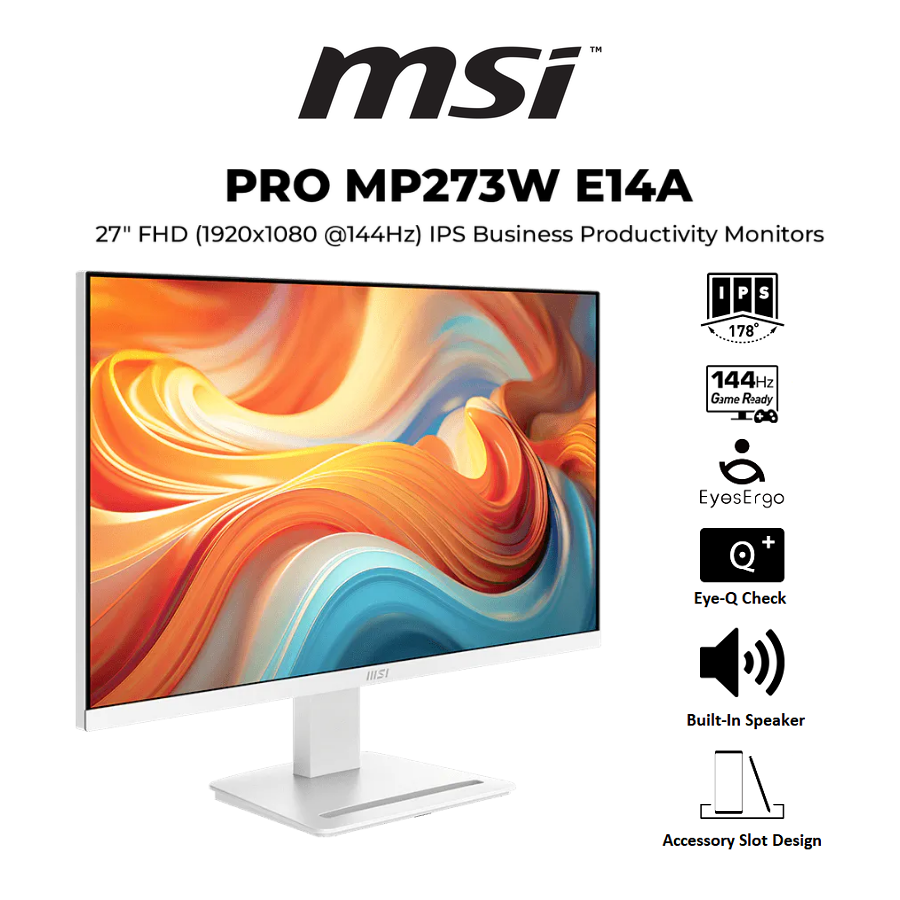 msi™
PRO MP273W E14A
27" FHD (1920x1080 @144Hz) IPS Business Productivity Monitors
IPS
178°
144Hz
Game Ready
EyesErgo
Q+
Eye-Q Check
msi
Built-In Speaker
Accessory Slot Design